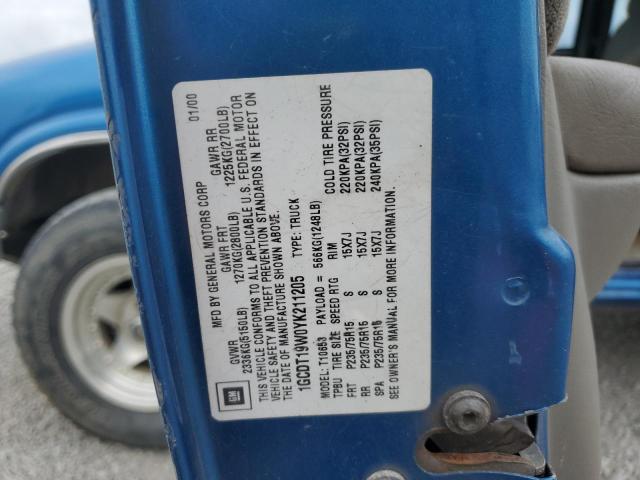 MFD BY GENERAL MOTORS CORP 01/00
GVWR GAWR FRT GAWR RR
2336KG(5150LB) 1270KG(2800LB) 1225KG(2700LB)
THIS VEHICLE CONFORMS TO ALL APPLICABLE U.S. FEDERAL MOTOR
VEHICLE SAFETY AND THEFT PREVENTION STANDARDS IN EFFECT ON
THE DATE OF MANUFACTURE SHOWN ABOVE.
1GCDT19W0YK211205 TYPE: TRUCK
MODEL: T10653 PAYLOAD = 566KG(1248LB)
TPBU TIRE SIZE SPEED RTG RIM COLD TIRE PRESSURE
FRT P235/75R15 S 15X7J 220KPA(32PSI)
RR P235/75R15 S 15X7J 220KPA(32PSI)
SPA P235/75R15 S 15X7J 240KPA(35PSI)
SEE OWNER'S MANUAL FOR MORE INFORMATION.
GM